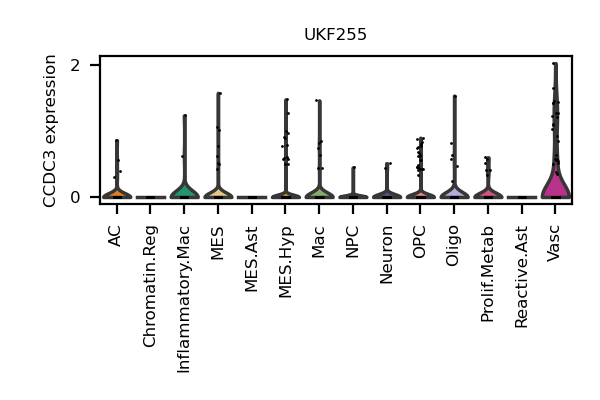 UKF255
CCDC3 expression
2
0
AC
Chromatin.Reg
Inflammatory.Mac
MES
MES.Ast
MES.Hyp
Mac
NPC
Neuron
OPC
Oligo
Prolif.Metab
Reactive.Ast
Vasc